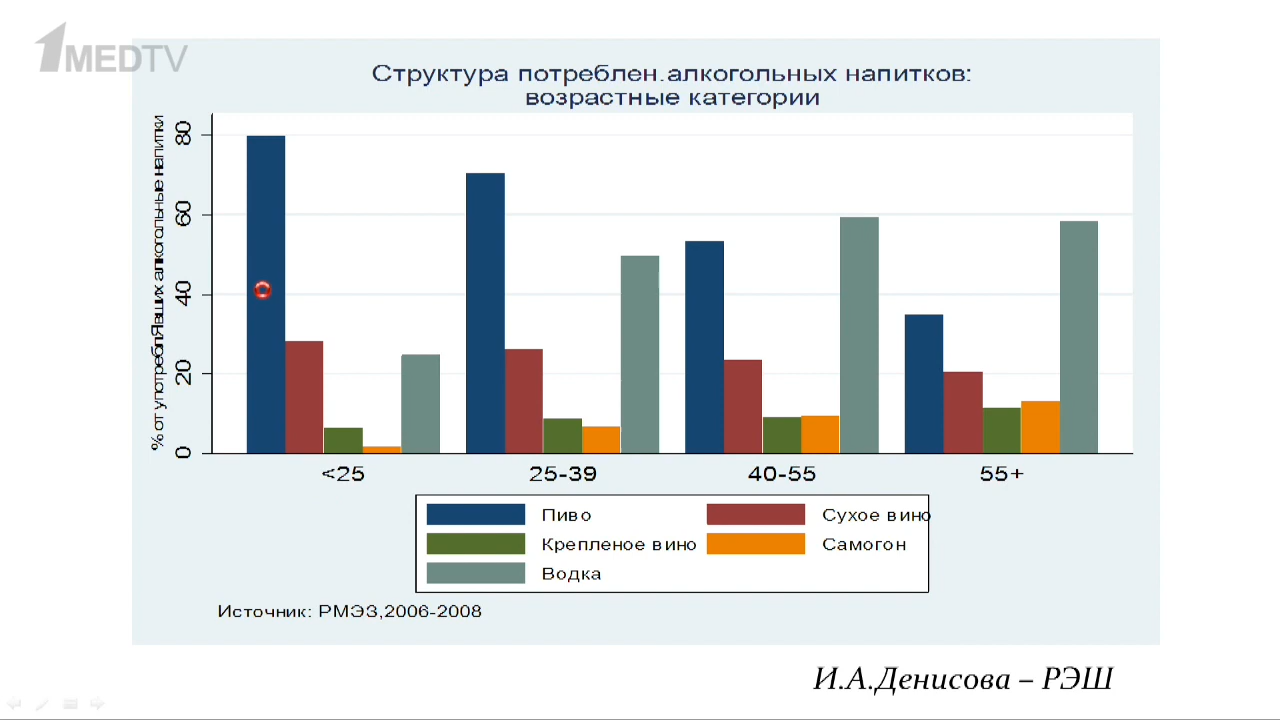 1MEDTV
Структура потреблен.алкогольных напитков:
возрастные категории
% от употреблЯвших алкогольные напитки
80
60
40
20
0
<25 25-39 40-55 55+
Пиво Сухое вино
Крепленое вино Самогон
Водка
Источник: РМЭЗ,2006-2008
И.А.Денисова – РЭШ